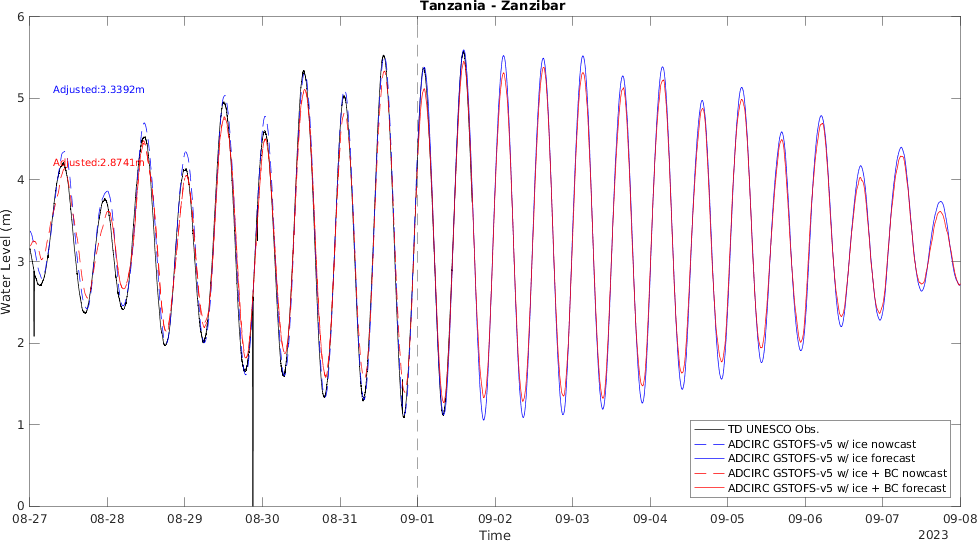 Tanzania - Zanzibar
6
5
4
3
2
1
0
Water Level (m)
Adjusted:3.3392m
Adjusted:2.8741m
TD UNESCO Obs.
ADCIRC GSTOFS-v5 w/ ice nowcast
ADCIRC GSTOFS-v5 w/ ice forecast
ADCIRC GSTOFS-v5 w/ ice + BC nowcast
ADCIRC GSTOFS-v5 w/ ice + BC forecast
08-27 08-28 08-29 08-30 08-31 09-01 09-02 09-03 09-04 09-05 09-06 09-07 09-08
Time
2023